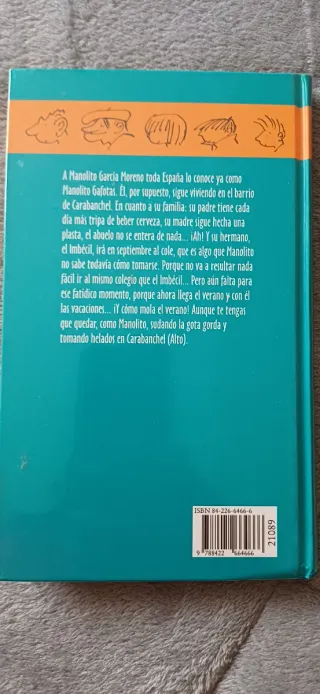 A Manolito García Moreno toda España lo conoce ya como
Manolito Gafotas. Él, por supuesto, sigue viviendo en el barrio
de Carabanchel. En cuanto a su familia: su padre tiene cada
día más tripa de beber cerveza, su madre sigue hecha una
plasta, el abuelo no se entera de nada... ¡Ah! Y su hermano,
el Imbécil, irá en septiembre al cole, que es algo que Manolito
no sabe todavía cómo tomarse. Porque no va a resultar nada
fácil ir al mismo colegio que el Imbécil... Pero aún falta para
ese fatídico momento, porque ahora llega el verano y con él
las vacaciones... ¡Y cómo mola el verano! Aunque te tengas
que quedar, como Manolito, sudando la gota gorda y
tomando helados en Carabanchel (Alto).
ISBN 84-226-6466-6
21089
9 788422 664666